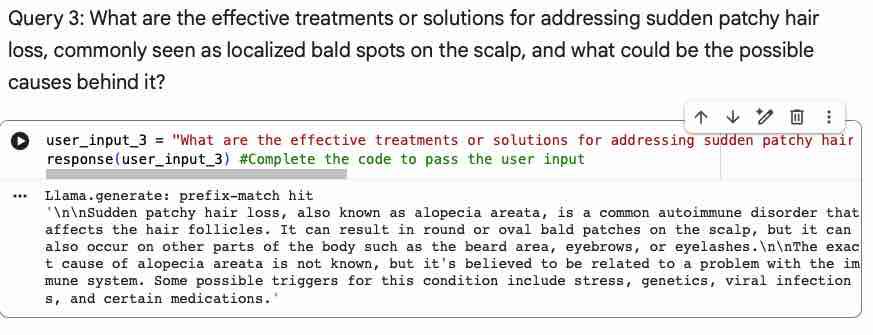 Query 3: What are the effective treatments or solutions for addressing sudden patchy hair
loss, commonly seen as localized bald spots on the scalp, and what could be the possible
causes behind it?
user_input_3 = "What are the effective treatments or solutions for addressing sudden patchy hair
response(user_input_3) #Complete the code to pass the user input
Llama.generate: prefix-match hit
'\n\nSudden patchy hair loss, also known as alopecia areata, is a common autoimmune disorder that
affects the hair follicles. It can result in round or oval bald patches on the scalp, but it can
also occur on other parts of the body such as the beard area, eyebrows, or eyelashes.\n\nThe exac
t cause of alopecia areata is not known, but it's believed to be related to a problem with the im
mune system. Some possible triggers for this condition include stress, genetics, viral infection
s, and certain medications.'